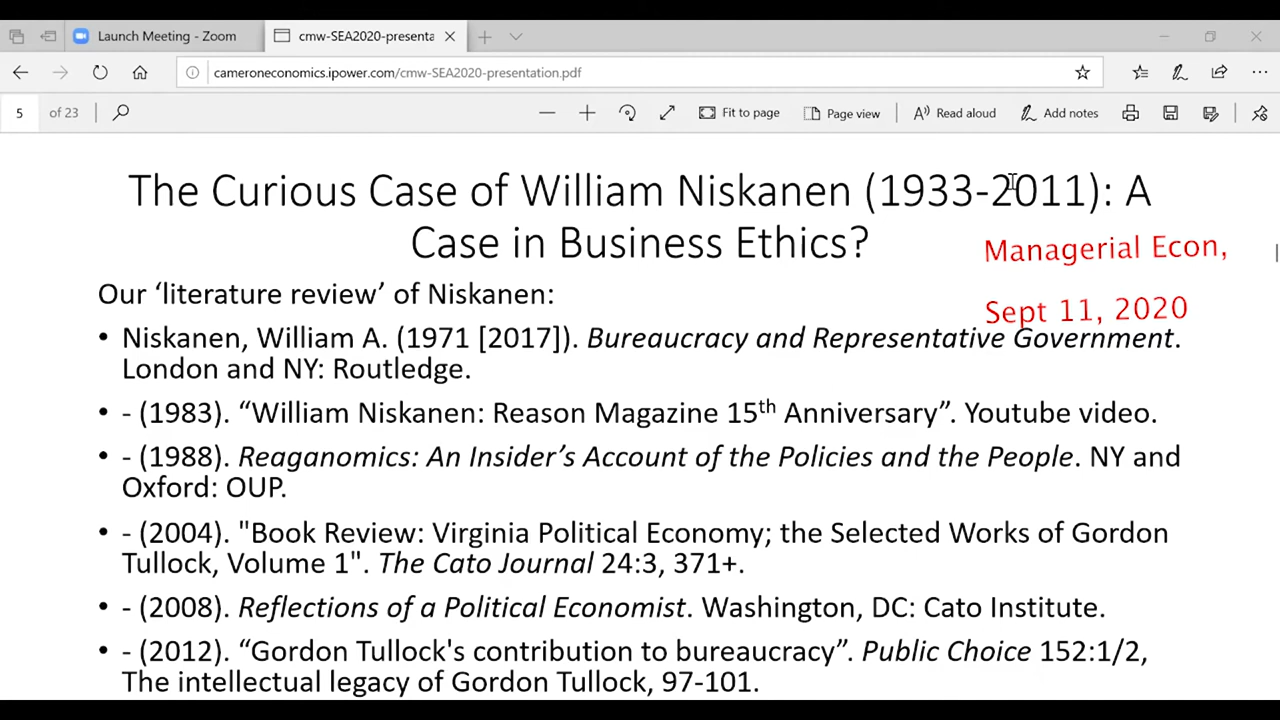 Launch Meeting - Zoom
cmw-SEA2020-presenta
cameroneconomics.ipower.com/cmw-SEA2020-presentation.pdf
5 of 23
Fit to page
Page view
Read aloud
Add notes
The Curious Case of William Niskanen (1933-2011): A
Case in Business Ethics?
Managerial Econ,
Sept 11, 2020
Our ‘literature review’ of Niskanen:
• Niskanen, William A. (1971 [2017]). Bureaucracy and Representative Government.
London and NY: Routledge.
• - (1983). “William Niskanen: Reason Magazine 15th Anniversary”. Youtube video.
• - (1988). Reaganomics: An Insider’s Account of the Policies and the People. NY and
Oxford: OUP.
• - (2004). "Book Review: Virginia Political Economy; the Selected Works of Gordon
Tullock, Volume 1". The Cato Journal 24:3, 371+.
• - (2008). Reflections of a Political Economist. Washington, DC: Cato Institute.
• - (2012). “Gordon Tullock's contribution to bureaucracy”. Public Choice 152:1/2,
The intellectual legacy of Gordon Tullock, 97-101.